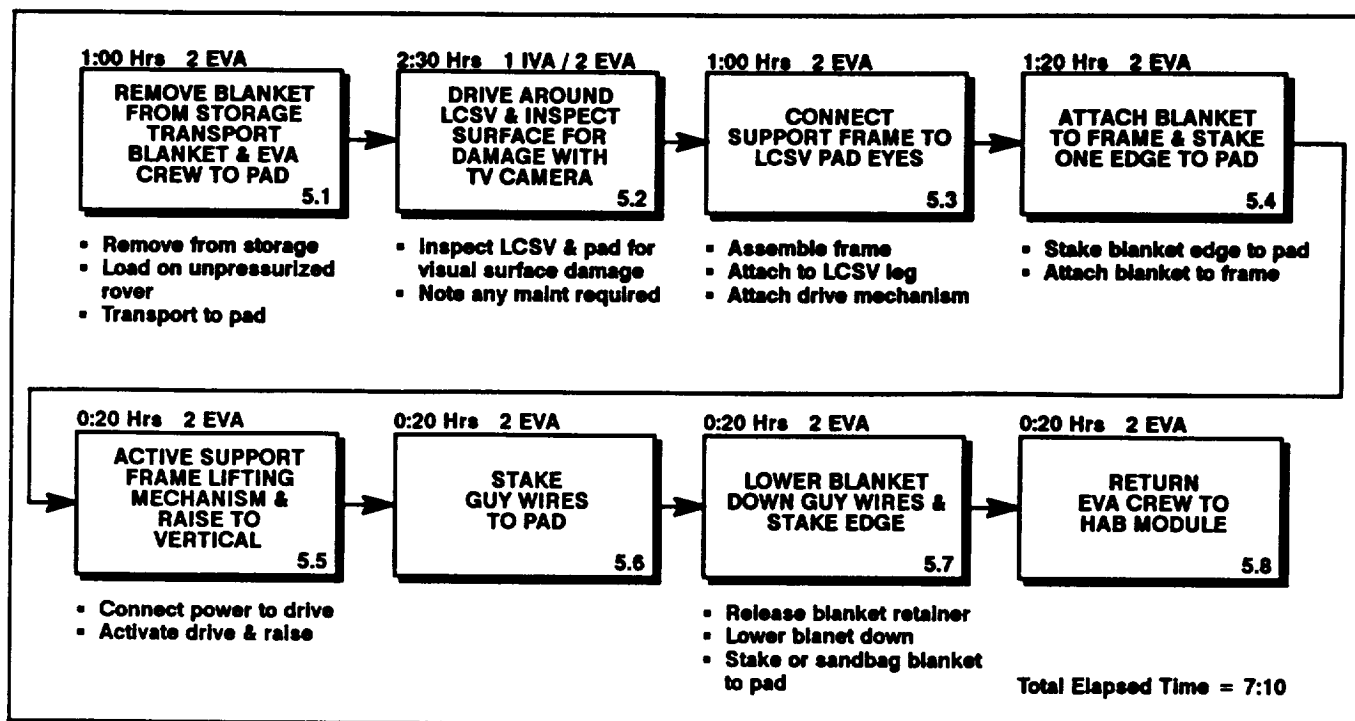 1:00 Hrs 2 EVA
REMOVE BLANKET
FROM STORAGE
TRANSPORT
BLANKET & EVA
CREW TO PAD
5.1
▪ Remove from storage
▪ Load on unpressurized
rover
▪ Transport to pad
2:30 Hrs 1 IVA / 2 EVA
DRIVE AROUND
LCSV & INSPECT
SURFACE FOR
DAMAGE WITH
TV CAMERA
5.2
▪ Inspect LCSV & pad for
visual surface damage
▪ Note any maint required
1:00 Hrs 2 EVA
CONNECT
SUPPORT FRAME TO
LCSV PAD EYES
5.3
▪ Assemble frame
▪ Attach to LCSV leg
▪ Attach drive mechanism
1:20 Hrs 2 EVA
ATTACH BLANKET
TO FRAME & STAKE
ONE EDGE TO PAD
5.4
▪ Stake blanket edge to pad
▪ Attach blanket to frame
0:20 Hrs 2 EVA
ACTIVE SUPPORT
FRAME LIFTING
MECHANISM &
RAISE TO
VERTICAL
5.5
▪ Connect power to drive
▪ Activate drive & raise
0:20 Hrs 2 EVA
STAKE
GUY WIRES
TO PAD
5.6
0:20 Hrs 2 EVA
LOWER BLANKET
DOWN GUY WIRES &
STAKE EDGE
5.7
▪ Release blanket retainer
▪ Lower blanet down
▪ Stake or sandbag blanket
to pad
0:20 Hrs 2 EVA
RETURN
EVA CREW TO
HAB MODULE
5.8
Total Elapsed Time = 7:10